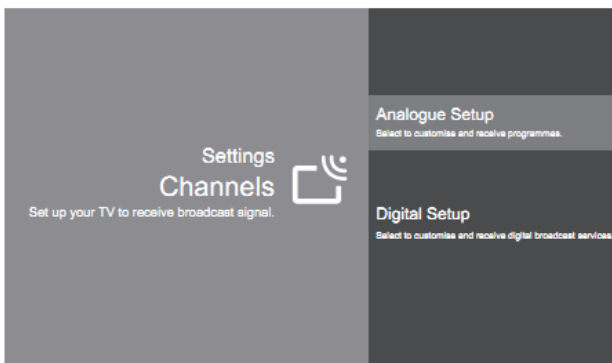 Settings
Channels
Set up your TV to receive broadcast signal.
Analogue Setup
Select to customise and receive programmes.
Digital Setup
Select to customise and receive digital broadcast services.